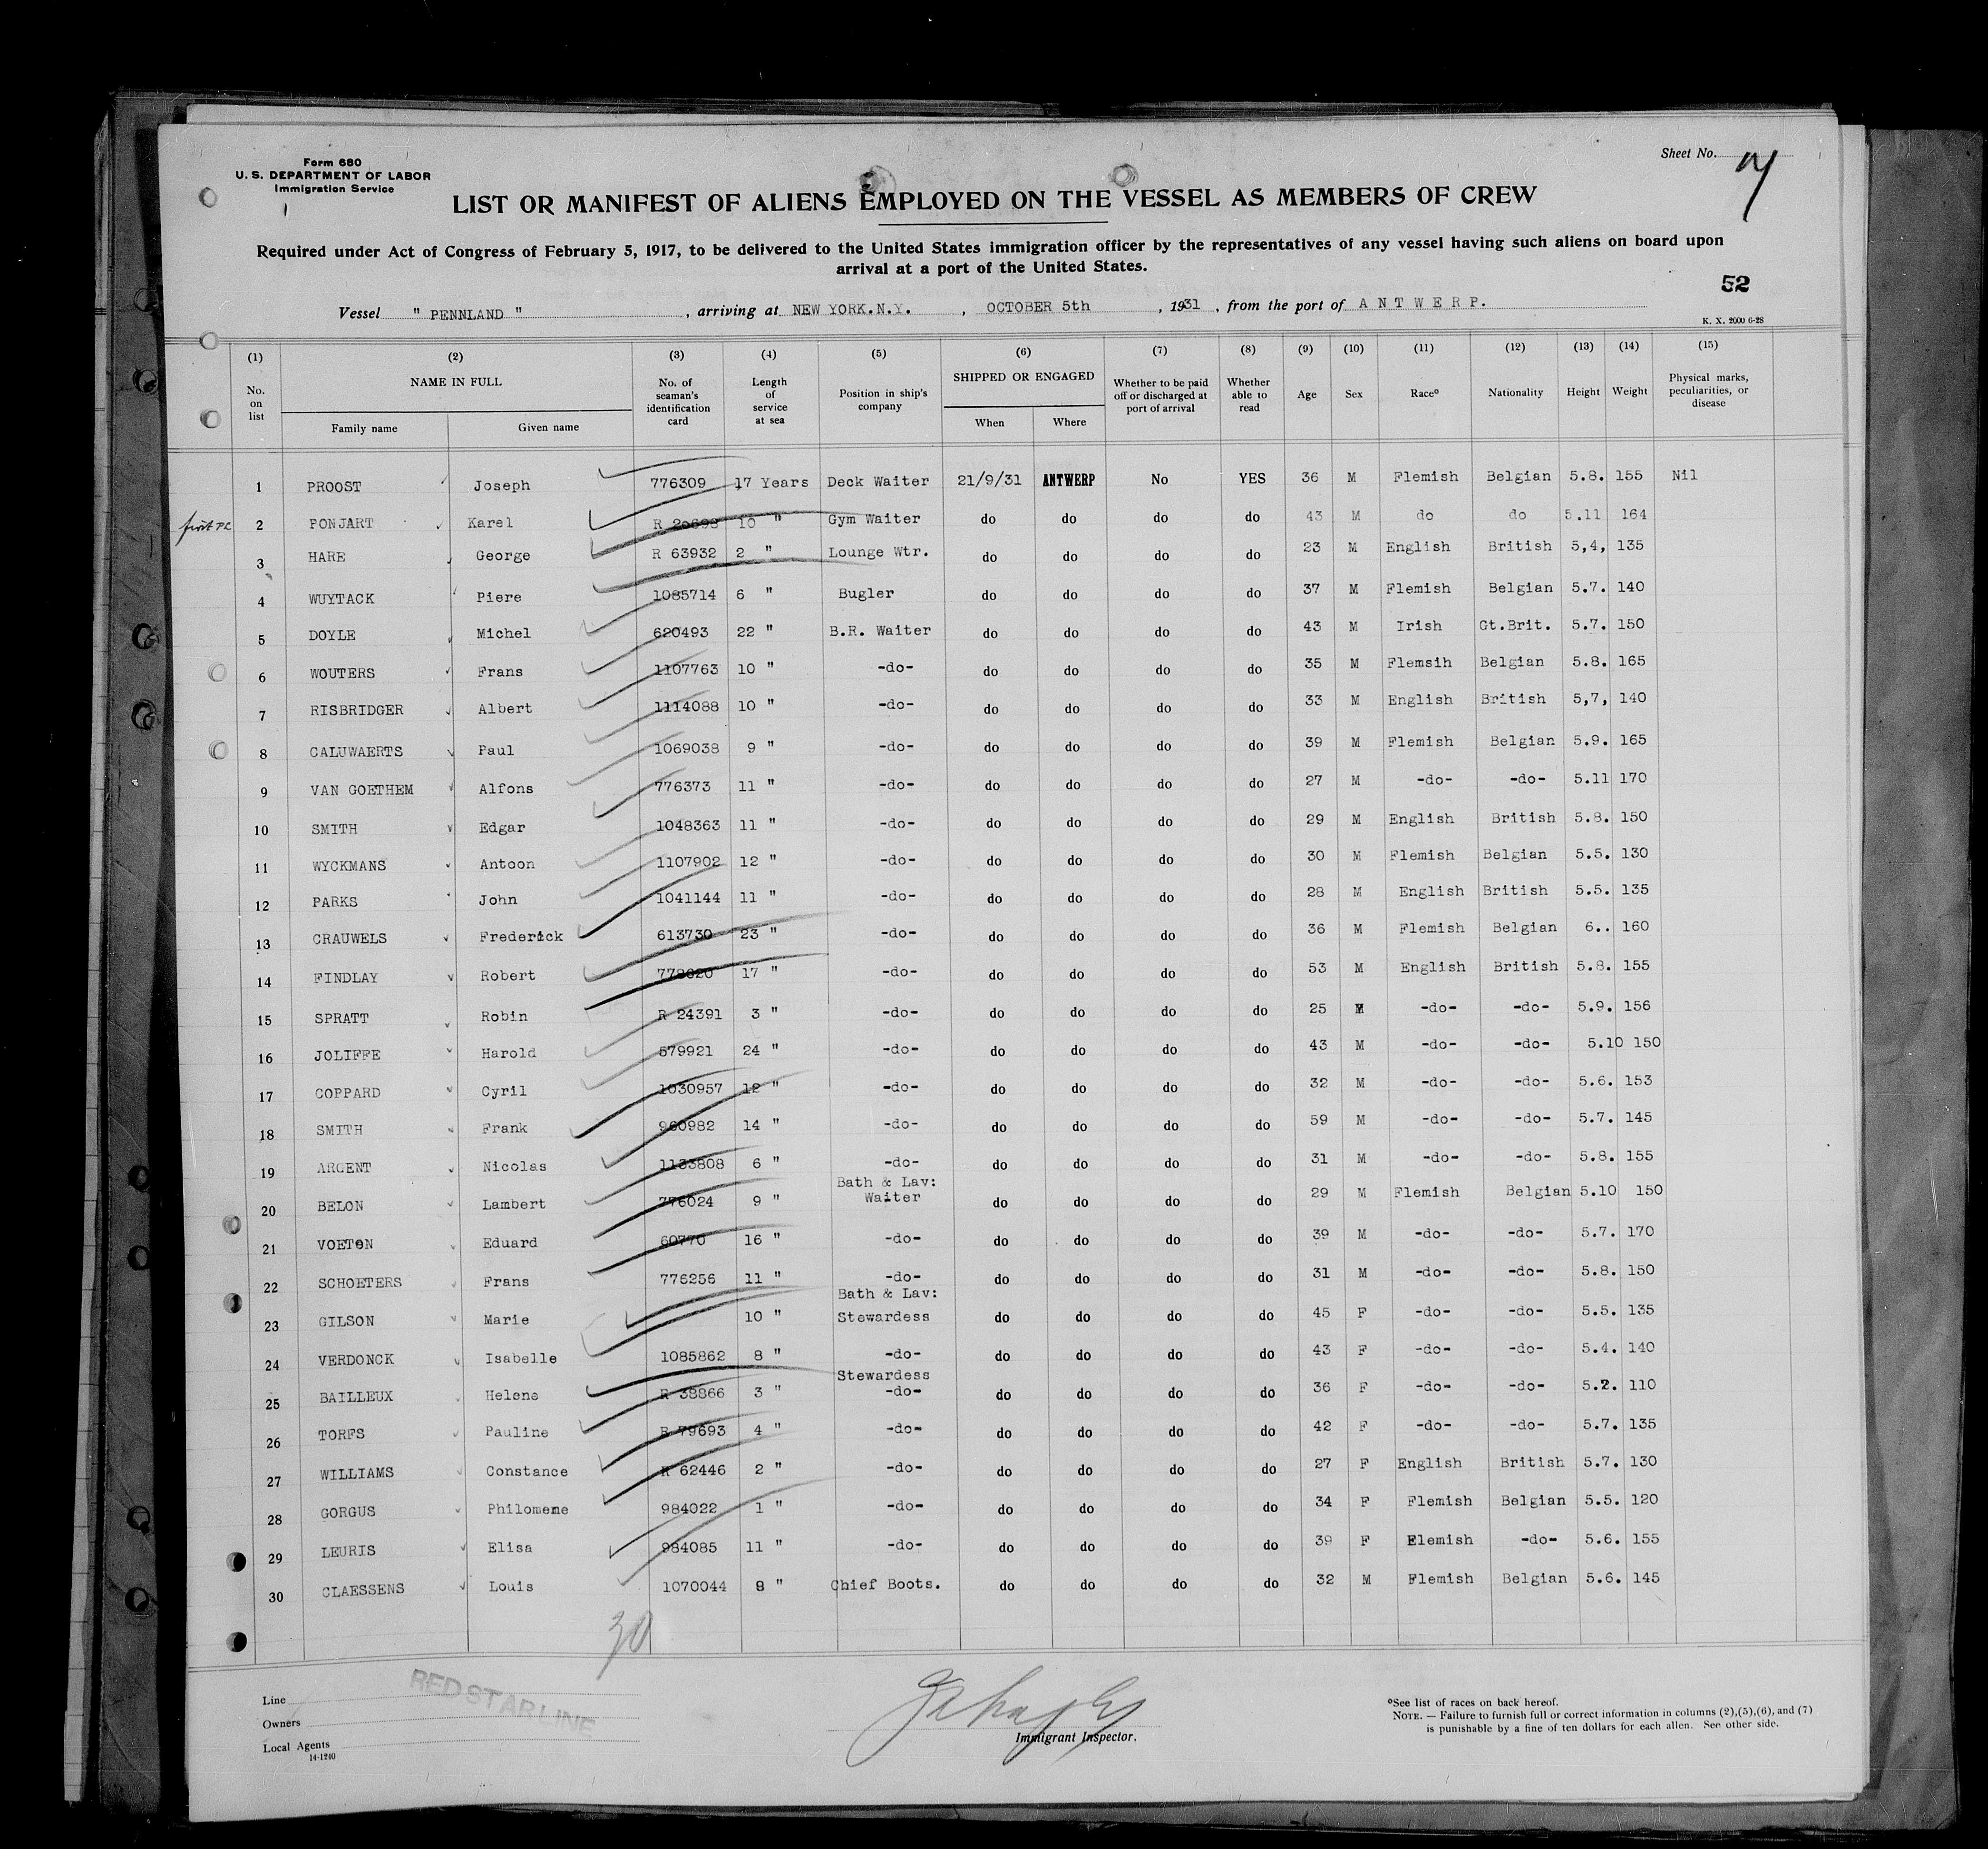 Form 680
U. S. DEPARTMENT OF LABOR
Immigration Service
Sheet No.
LIST OR MANIFEST OF ALIENS EMPLOYED ON THE VESSEL AS MEMBERS OF CREW
Required under Act of Congress of February 5, 1917, to be delivered to the United States immigration officer by the representatives of any vessel having such aliens on board upon
arrival at a port of the United States.
52
Vessel " PENNLAND " , arriving at NEW YORK.N.Y. , OCTOBER 5th , 1931 , from the port of A N T W E R P.
K. X. 2000 6-28
(1) (2) (3) (4) (5) (6) (7) (8) (9) (10) (11) (12) (13) (14) (15)
No. on list NAME IN FULL Family name Given name No. of seaman's identification card Length of service at sea Position in ship's company SHIPPED OR ENGAGED When Where Whether to be paid off or discharged at port of arrival Whether able to read Age Sex Race° Nationality Height Weight Physical marks, peculiarities, or disease
1 PROOST Joseph 776309 17 Years Deck Waiter 21/9/31 ANTWERP No YES 36 M Flemish Belgian 5.8. 155 Nil
2 PONJART Karel R 20698 10 " Gym Waiter do do do do 43 M do do 5.11 164
3 HARE George R 63932 2 " Lounge Wtr. do do do do 23 M English British 5,4, 135
4 WUYTACK Piere 1085714 6 " Bugler do do do do 37 M Flemish Belgian 5.7. 140
5 DOYLE Michel 620493 22 " B.R. Waiter do do do do 43 M Irish Gt.Brit. 5.7. 150
6 WOUTERS Frans 1107763 10 " -do- do do do do 35 M Flemsih Belgian 5.8. 165
7 RISBRIDGER Albert 1114088 10 " -do- do do do do 33 M English British 5,7, 140
8 CALUWAERTS Paul 1069038 9 " -do- do do do do 39 M Flemish Belgian 5.9. 165
9 VAN GOETHEM Alfons 776373 11 " -do- do do do do 27 M -do- -do- 5.11 170
10 SMITH Edgar 1048363 11 " -do- do do do do 29 M English British 5.8. 150
11 WYCKMANS Antoon 1107902 12 " -do- do do do do 30 M Flemish Belgian 5.5. 130
12 PARKS John 1041144 11 " -do- do do do do 28 M English British 5.5. 135
13 CRAUWELS Frederick 613730 23 " -do- do do do do 36 M Flemish Belgian 6.. 160
14 FINDLAY Robert 17 " -do- do do do do 53 M English British 5.8. 155
15 SPRATT Robin R 24391 3 " -do- do do do do 25 M -do- -do- 5.9. 156
16 JOLIFFE Harold 579921 24 " -do- do do do do 43 M -do- -do- 5.10 150
17 COPPARD Cyril 1030957 12 " -do- do do do do 32 M -do- -do- 5.6. 153
18 SMITH Frank 960982 14 " -do- do do do do 59 M -do- -do- 5.7. 145
19 ARGENT Nicolas 1133808 6 " -do- do do do do 31 M -do- -do- 5.8. 155
20 BELON Lambert 776024 9 " Bath & Lav: Waiter do do do do 29 M Flemish Belgian 5.10 150
21 VOETEN Eduard 60770 16 " -do- do do do do 39 M -do- -do- 5.7. 170
22 SCHOETERS Frans 776256 11 " -do- do do do do 31 M -do- -do- 5.8. 150
23 GILSON Marie 10 " Bath & Lav: Stewardess do do do do 45 F -do- -do- 5.5. 135
24 VERDONCK Isabelle 1085862 8 " -do- do do do do 43 F -do- -do- 5.4. 140
25 BAILLEUX Helene R 38866 3 " Stewardess -do- do do do do 36 F -do- -do- 5.2. 110
26 TORFS Pauline R 79693 4 " -do- do do do do 42 F -do- -do- 5.7. 135
27 WILLIAMS Constance R 62446 2 " -do- do do do do 27 F English British 5.7. 130
28 GORGUS Philomene 984022 1 " -do- do do do do 34 F Flemish Belgian 5.5. 120
29 LEURIS Elisa 984085 11 " -do- do do do do 39 F Flemish -do- 5.6. 155
30 CLAESSENS Louis 1070044 8 " Chief Boots. do do do do 32 M Flemish Belgian 5.6. 145
30
Line
RED STAR LINE
Owners
Local Agents
14-1240
Immigrant Inspector.
°See list of races on back hereof.
NOTE. — Failure to furnish full or correct information in columns (2),(5),(6), and (7)
is punishable by a fine of ten dollars for each alien. See other side.